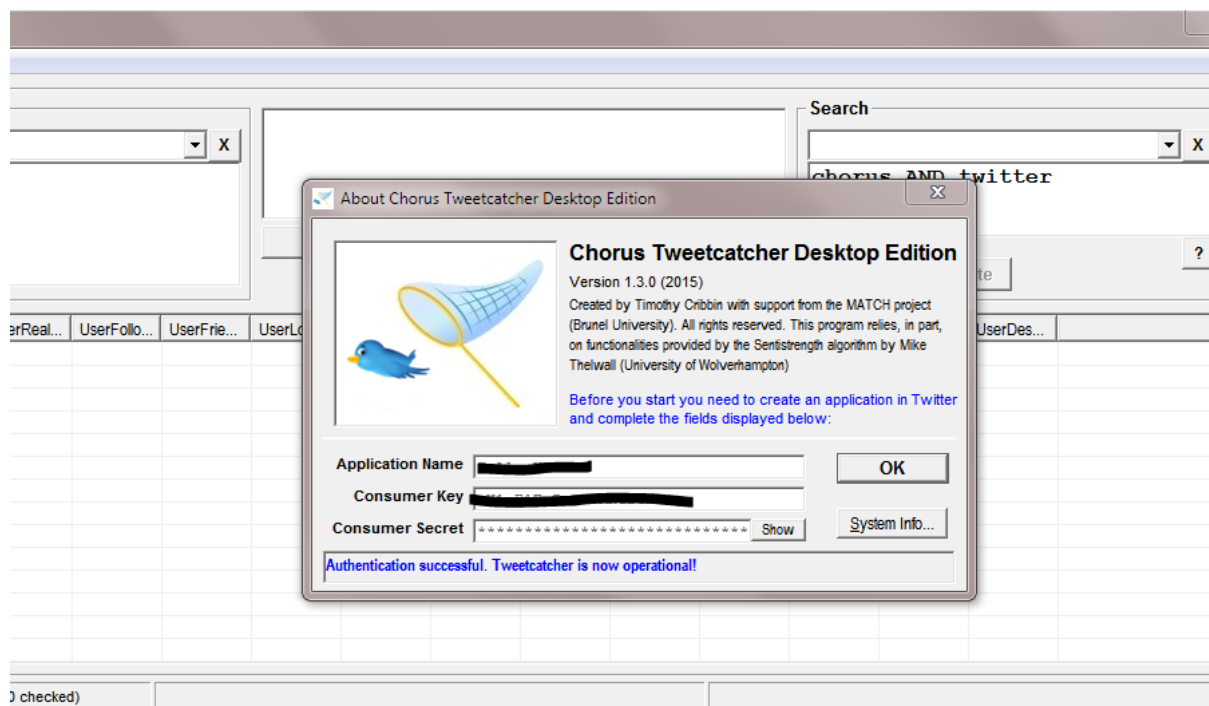 Search
X
X
chorus AND twitter
About Chorus Tweetcatcher Desktop Edition
Chorus Tweetcatcher Desktop Edition
Version 1.3.0 (2015)
Created by Timothy Cribbin with support from the MATCH project
(Brunel University). All rights reserved. This program relies, in part,
on functionalities provided by the Sentistrength algorithm by Mike
Thelwall (University of Wolverhampton)
Before you start you need to create an application in Twitter
and complete the fields displayed below:
?
te
erReal... UserFollo... UserFrie... UserLo UserDes...
Application Name
OK
Consumer Key
Consumer Secret ***************************** Show
System Info...
Authentication successful. Tweetcatcher is now operational!
0 checked)